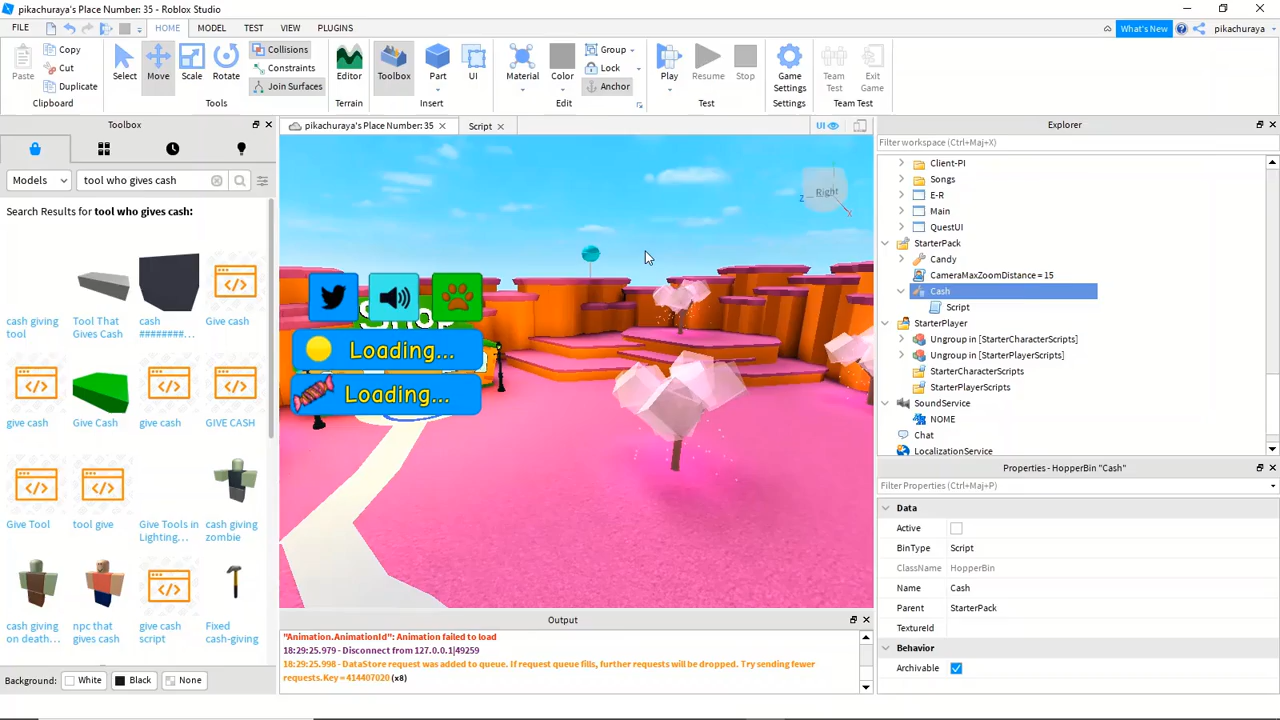 pikachuraya's Place Number: 35 - Roblox Studio
FILE
HOME
MODEL
TEST
VIEW
PLUGINS
What's New
pikachuraya
Paste
Copy
Cut
Duplicate
Clipboard
Select
Move
Scale
Rotate
Collisions
Constraints
Join Surfaces
Tools
Editor
Terrain
Toolbox
Part
UI
Insert
Material
Color
Group
Lock
Anchor
Edit
Play
Resume
Stop
Test
Game Settings
Settings
Team Test
Exit Game
Team Test
Toolbox
Models
tool who gives cash
Search Results for tool who gives cash:
cash giving tool
Tool That Gives Cash
cash ########...
Give cash
give cash
Give Cash
give cash
GIVE CASH
Give Tool
tool give
Give Tools in Lighting...
cash giving zombie
cash giving on death...
npc that gives cash
give cash script
Fixed cash-giving
Background:
White
Black
None
pikachuraya's Place Number: 35
Script
UI
Right
Z
X
SHOP
Loading...
Loading...
Output
"Animation.AnimationId": Animation failed to load
18:29:25.979 - Disconnect from 127.0.0.1|49259
18:29:25.998 - DataStore request was added to queue. If request queue fills, further requests will be dropped. Try sending fewer
requests.Key = 414407020 (x8)
Explorer
Filter workspace (Ctrl+Maj+X)
Client-PI
Songs
E-R
Main
QuestUI
StarterPack
Candy
CameraMaxZoomDistance = 15
Cash
Script
StarterPlayer
Ungroup in [StarterCharacterScripts]
Ungroup in [StarterPlayerScripts]
StarterCharacterScripts
StarterPlayerScripts
SoundService
NOME
Chat
LocalizationService
Properties - HopperBin "Cash"
Filter Properties (Ctrl+Maj+P)
Data
Active
BinType Script
ClassName HopperBin
Name Cash
Parent StarterPack
TextureId
Behavior
Archivable